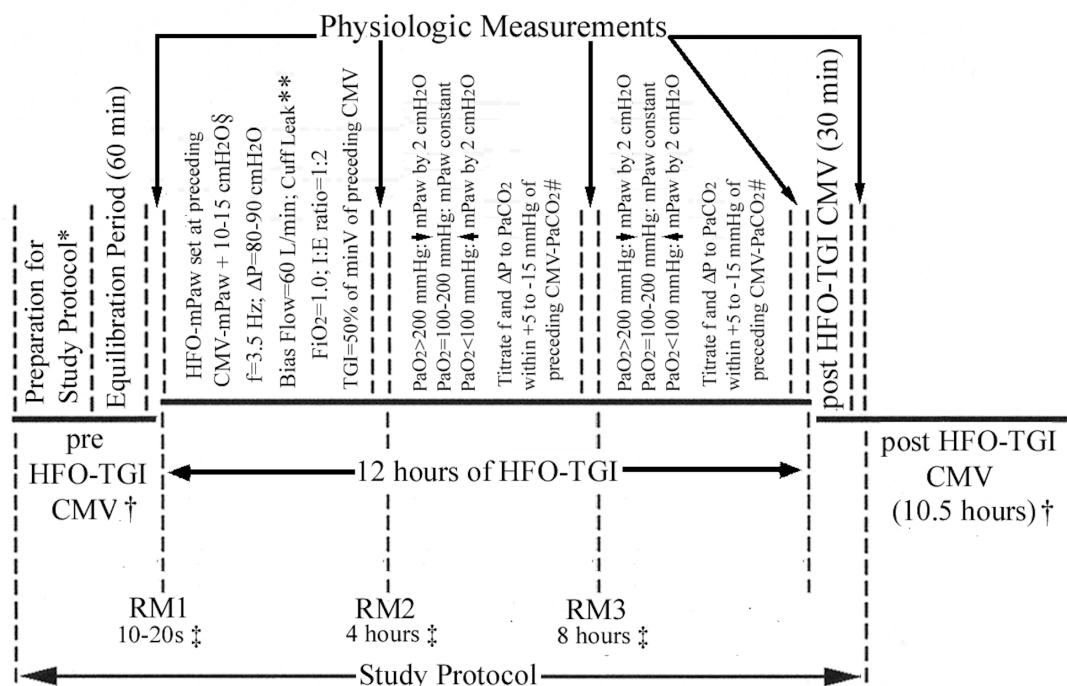 Physiologic Measurements
Preparation for
Study Protocol*
Equilibration Period (60 min)
HFO-mPaw set at preceding
CMV-mPaw + 10-15 cmH2O§
f=3.5 Hz; ΔP=80-90 cmH2O
Bias Flow=60 L/min; Cuff Leak**
FiO2=1.0; I:E ratio=1:2
TGI=50% of minV of preceding CMV
PaO2>200 mmHg:↓mPaw by 2 cmH2O
PaO2=100-200 mmHg: mPaw constant
PaO2<100 mmHg:↑mPaw by 2 cmH2O
Titrate f and ΔP to PaCO2
within +5 to -15 mmHg of
preceding CMV-PaCO2#
PaO2>200 mmHg:↓mPaw by 2 cmH2O
PaO2=100-200 mmHg: mPaw constant
PaO2<100 mmHg:↑mPaw by 2 cmH2O
Titrate f and ΔP to PaCO2
within +5 to -15 mmHg of
preceding CMV-PaCO2#
post HFO-TGI CMV (30 min)
pre
HFO-TGI
CMV †
12 hours of HFO-TGI
post HFO-TGI
CMV
(10.5 hours) †
RM1
10-20s ‡
RM2
4 hours ‡
RM3
8 hours ‡
Study Protocol